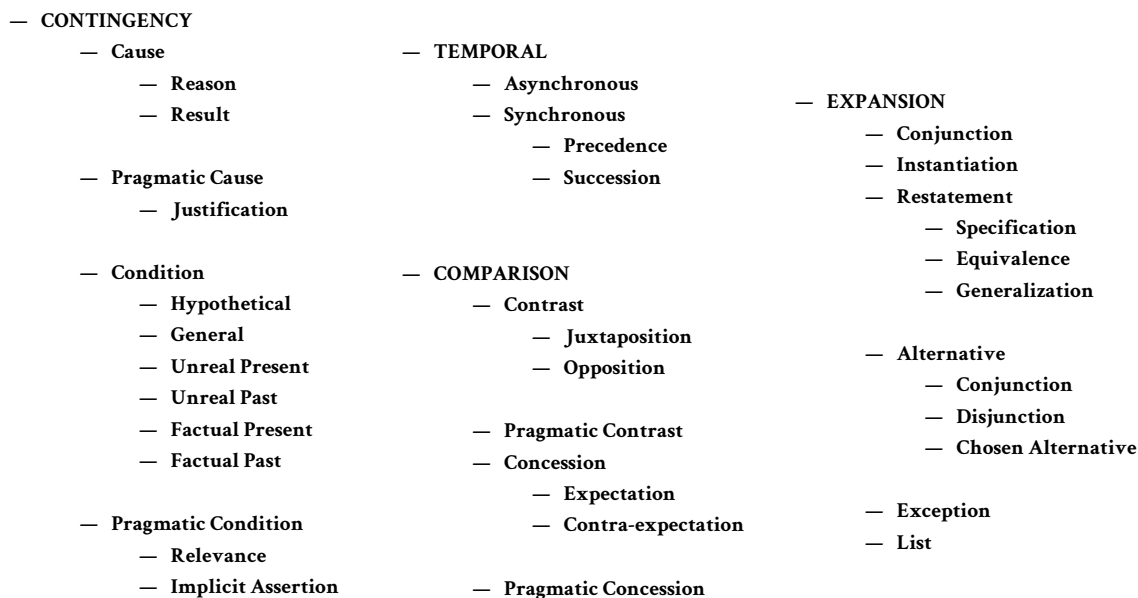 — CONTINGENCY
— Cause
— Reason
— Result
— Pragmatic Cause
— Justification
— Condition
— Hypothetical
— General
— Unreal Present
— Unreal Past
— Factual Present
— Factual Past
— Pragmatic Condition
— Relevance
— Implicit Assertion
— TEMPORAL
— Asynchronous
— Synchronous
— Precedence
— Succession
— COMPARISON
— Contrast
— Juxtaposition
— Opposition
— Pragmatic Contrast
— Concession
— Expectation
— Contra-expectation
— Pragmatic Concession
— EXPANSION
— Conjunction
— Instantiation
— Restatement
— Specification
— Equivalence
— Generalization
— Alternative
— Conjunction
— Disjunction
— Chosen Alternative
— Exception
— List